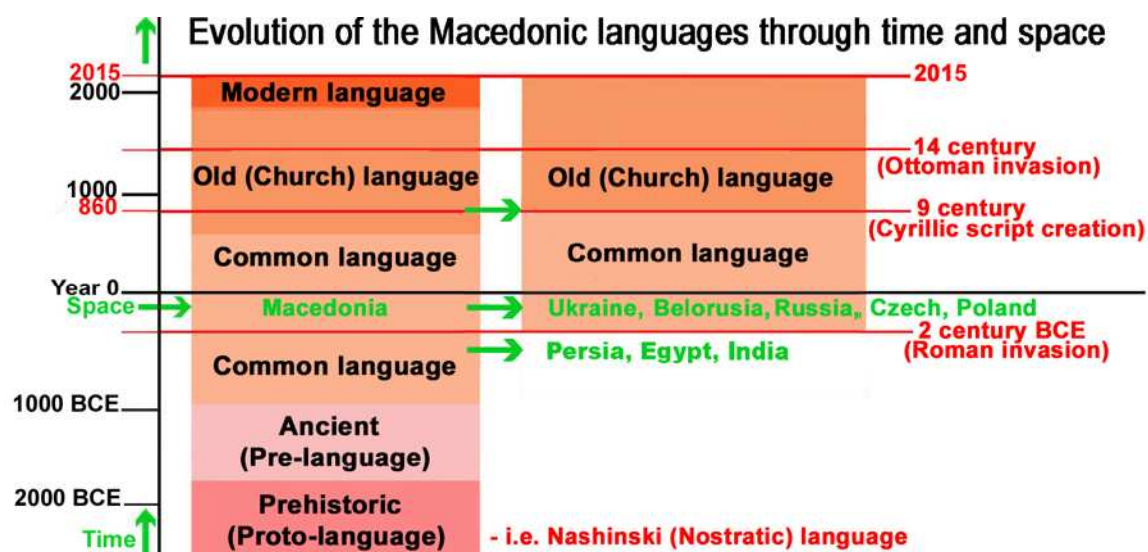 Evolution of the Macedonic languages through time and space
2015
2015
2000
Modern language
14 century
(Ottoman invasion)
Old (Church) language
Old (Church) language
1000
860
9 century
(Cyrillic script creation)
Common language
Common language
Year 0
Space
Macedonia
Ukraine, Belorusia, Russia,, Czech, Poland
2 century BCE
(Roman invasion)
Persia, Egypt, India
Common language
1000 BCE
Ancient
(Pre-language)
2000 BCE
Prehistoric
(Proto-language)
- i.e. Nashinski (Nostratic) language
Time